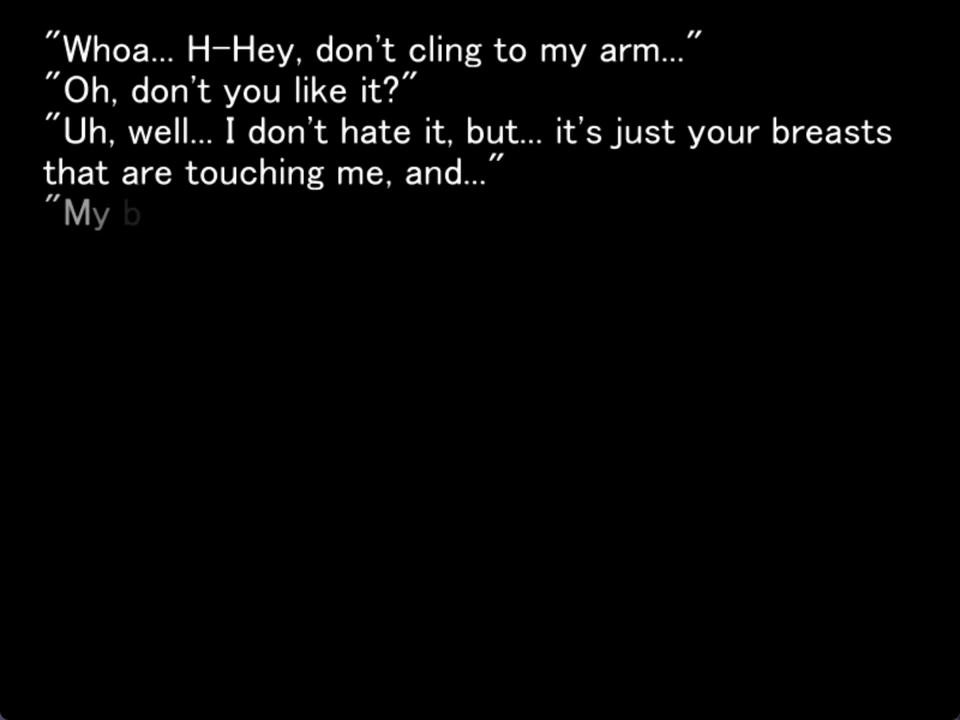 "Whoa... H-Hey, don't cling to my arm..."
"Oh, don't you like it?"
"Uh, well... I don't hate it, but... it's just your breasts
that are touching me, and..."
"My b